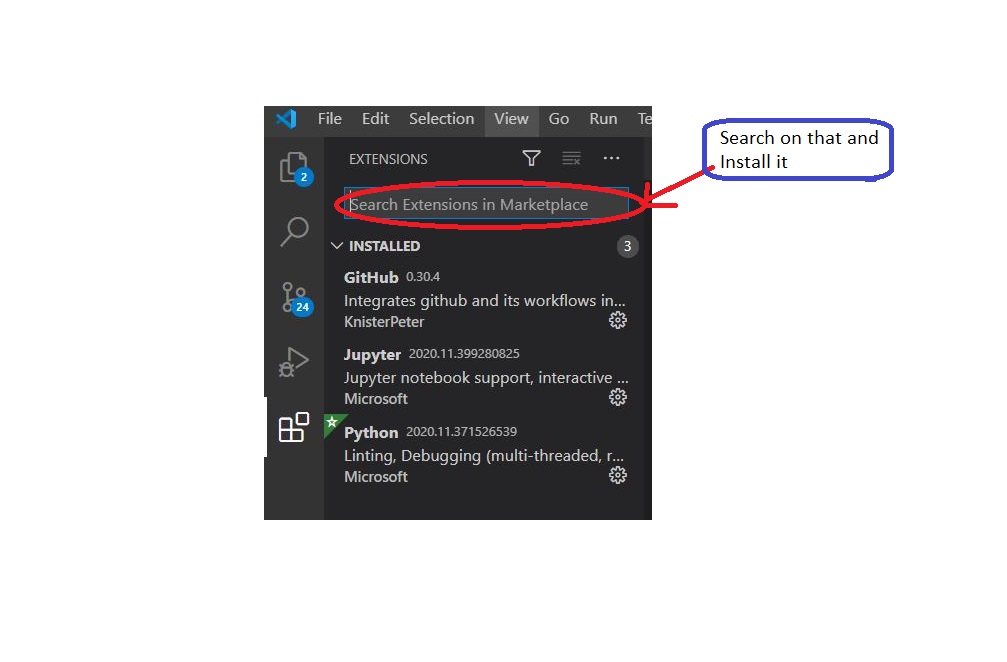 File Edit Selection View Go Run Te
EXTENSIONS
Search Extensions in Marketplace
INSTALLED 3
GitHub 0.30.4
Integrates github and its workflows in...
KnisterPeter
Jupyter 2020.11.399280825
Jupyter notebook support, interactive ...
Microsoft
Python 2020.11.371526539
Linting, Debugging (multi-threaded, r...
Microsoft
2
24
Search on that and
Install it